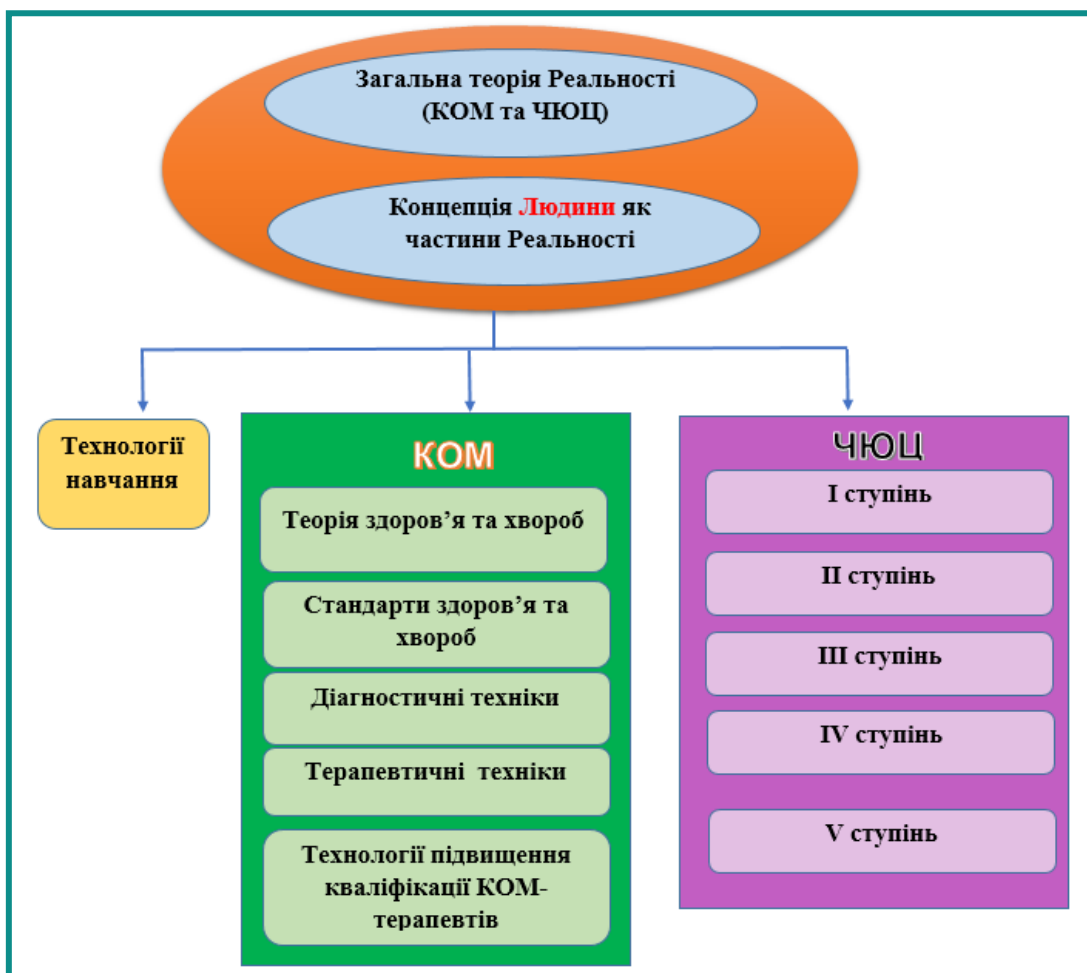 Загальна теорія Реальності
(КОМ та ЧЮЦ)
Концепція Людини як
частини Реальності
Технології
навчання
КОМ
Теорія здоров’я та хвороб
Стандарти здоров’я та
хвороб
Діагностичні техніки
Терапевтичні техніки
Технології підвищення
кваліфікації КОМ-
терапевтів
ЧЮЦ
І ступінь
ІІ ступінь
ІІІ ступінь
IV ступінь
V ступінь